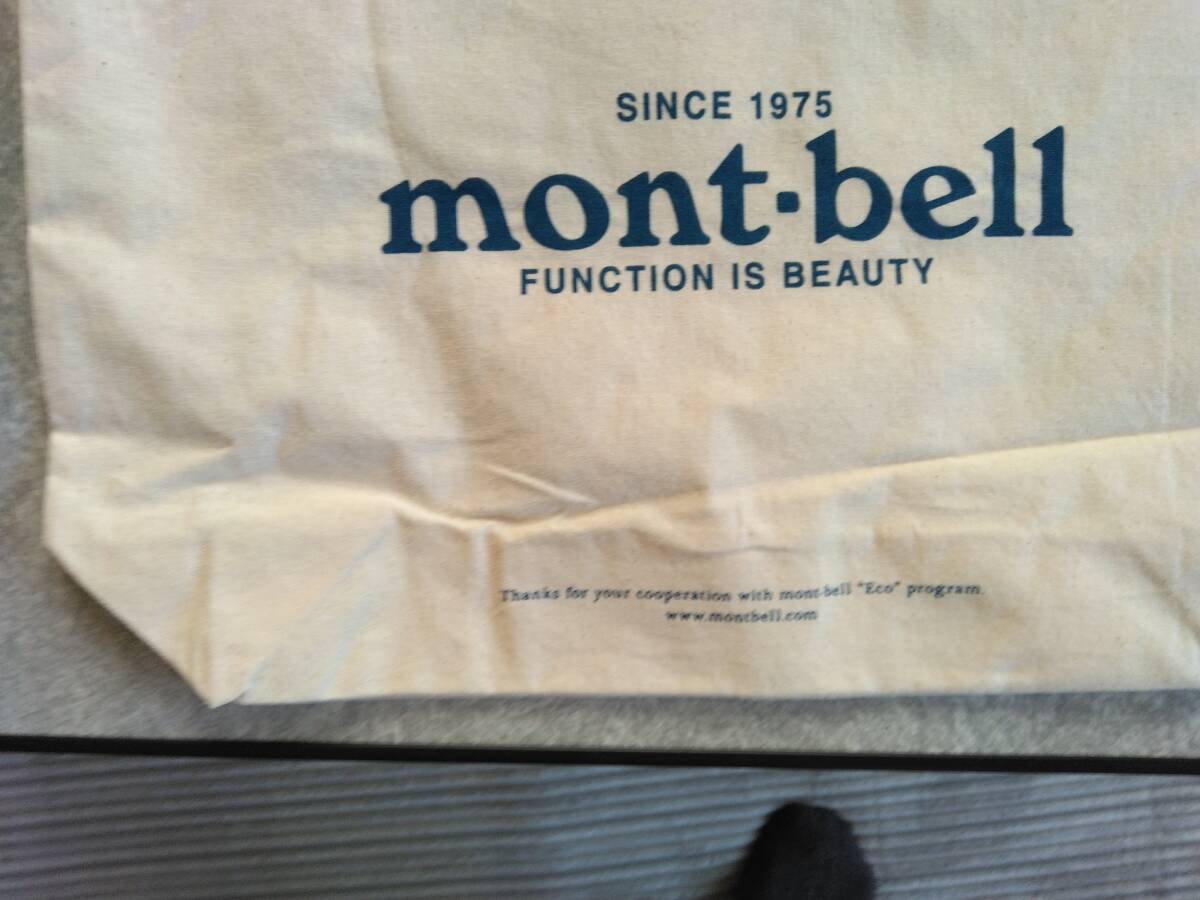 SINCE 1975
mont·bell
FUNCTION IS BEAUTY
Thanks for your cooperation with mont-bell "Eco" program.
www.montbell.com